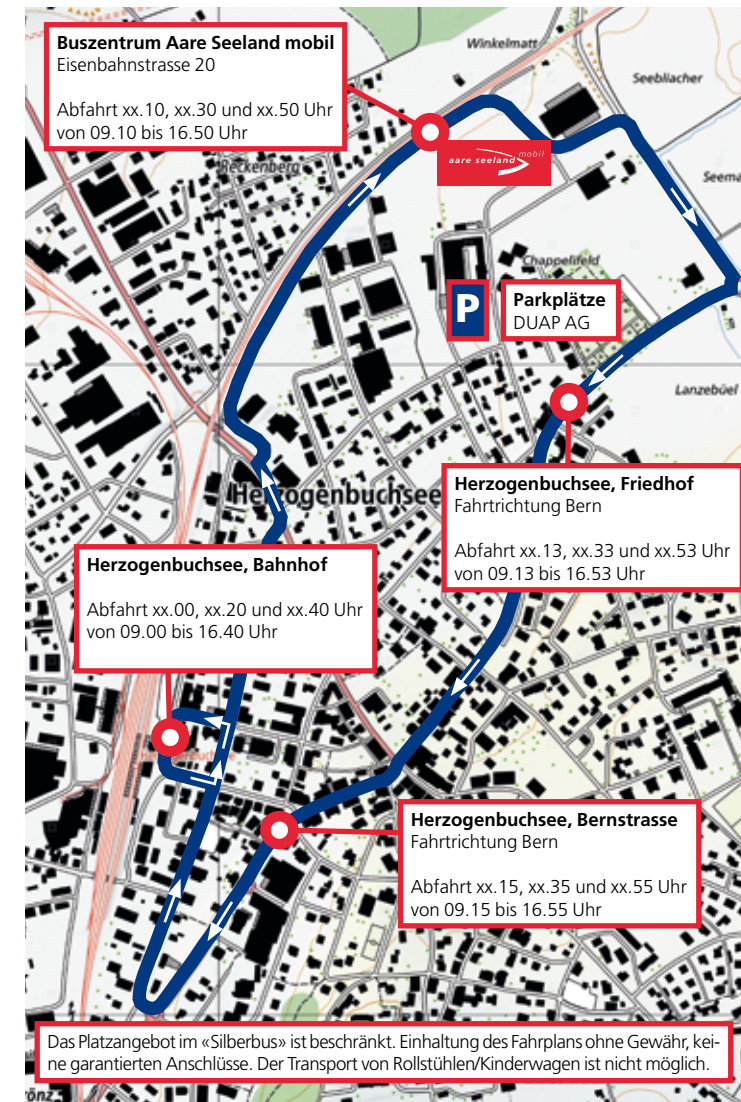 Buszentrum Aare Seeland mobil
Eisenbahnstrasse 20
Abfahrt xx.10, xx.30 und xx.50 Uhr
von 09.10 bis 16.50 Uhr
Winkelmatt
Seebliacher
Reckenberg
aare seeland mobil
Seema
Chappelifeld
P
Parkplätze
DUAP AG
Lanzebüel
Herzogenbuchsee
Herzogenbuchsee, Friedhof
Fahrtrichtung Bern
Abfahrt xx.13, xx.33 und xx.53 Uhr
von 09.13 bis 16.53 Uhr
Herzogenbuchsee, Bahnhof
Abfahrt xx.00, xx.20 und xx.40 Uhr
von 09.00 bis 16.40 Uhr
Herzogenbuchsee, Bernstrasse
Fahrtrichtung Bern
Abfahrt xx.15, xx.35 und xx.55 Uhr
von 09.15 bis 16.55 Uhr
Das Platzangebot im «Silberbus» ist beschränkt. Einhaltung des Fahrplans ohne Gewähr, kei-
ne garantierten Anschlüsse. Der Transport von Rollstühlen/Kinderwagen ist nicht möglich.